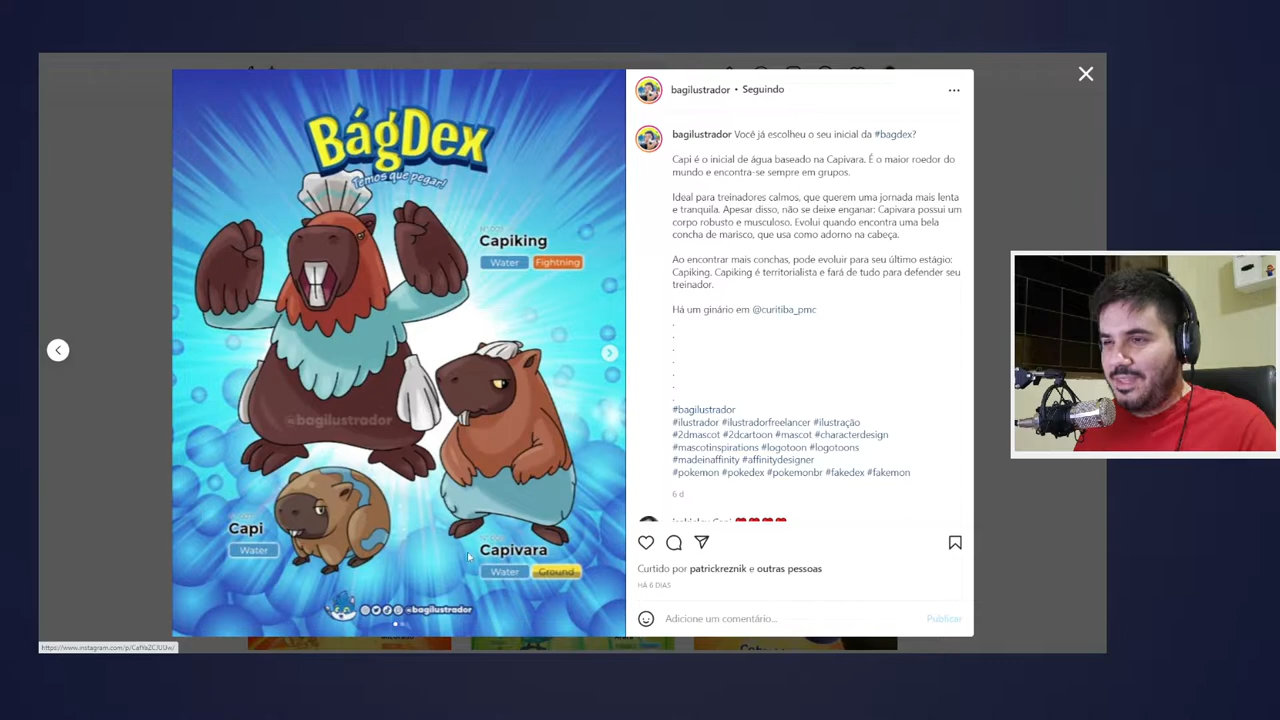 BágDex
Temos que pegar!
Capiking
Water Fightning
@bagilustrador
Capi
Water
Capivara
Water Ground
@bagilustrador
bagilustrador • Seguindo
bagilustrador Você já escolheu o seu inicial da #bagdex?
Capi é o inicial de água baseado na Capivara. É o maior roedor do
mundo e encontra-se sempre em grupos.
Ideal para treinadores calmos, que querem uma jornada mais lenta
e tranquila. Apesar disso, não se deixe enganar: Capivara possui um
corpo robusto e musculoso. Evolui quando encontra uma bela
concha de marisco, que usa como adorno na cabeça.
Ao encontrar mais conchas, pode evoluir para seu último estágio:
Capiking. Capiking é territorialista e fará de tudo para defender seu
treinador.
Há um ginário em @curitiba_pmc
.
.
.
.
.
.
.
#bagilustrador
#ilustrador #ilustradorfreelancer #ilustração
#2dmascot #2dcartoon #mascot #characterdesign
#mascotinspirations #logotoon #logotoons
#madeinaffinity #affinitydesigner
#pokemon #pokedex #pokemonbr #fakedex #fakemon
6 d
Curtido por patrickreznik e outras pessoas
HÁ 6 DIAS
Adicione um comentário... Publicar